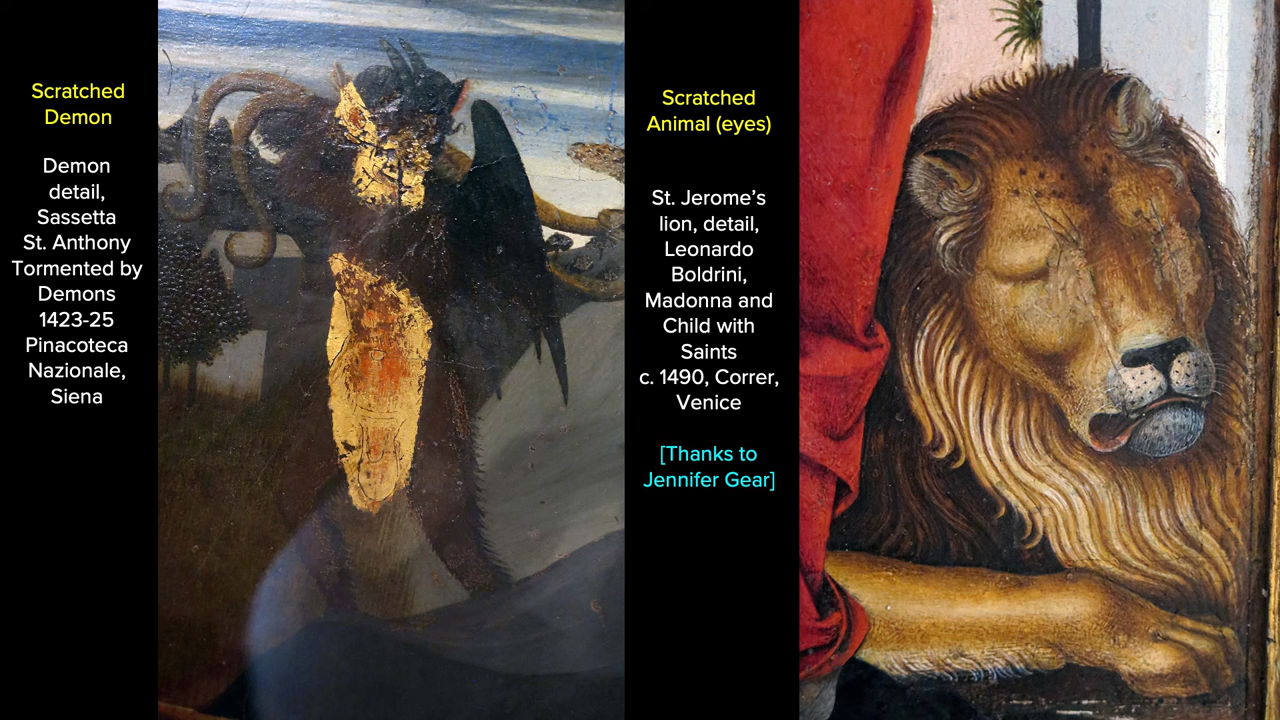 Scratched
Demon
Demon
detail,
Sassetta
St. Anthony
Tormented by
Demons
1423-25
Pinacoteca
Nazionale,
Siena
Scratched
Animal (eyes)
St. Jerome’s
lion, detail,
Leonardo
Boldrini,
Madonna and
Child with
Saints
c. 1490, Correr,
Venice
[Thanks to
Jennifer Gear]